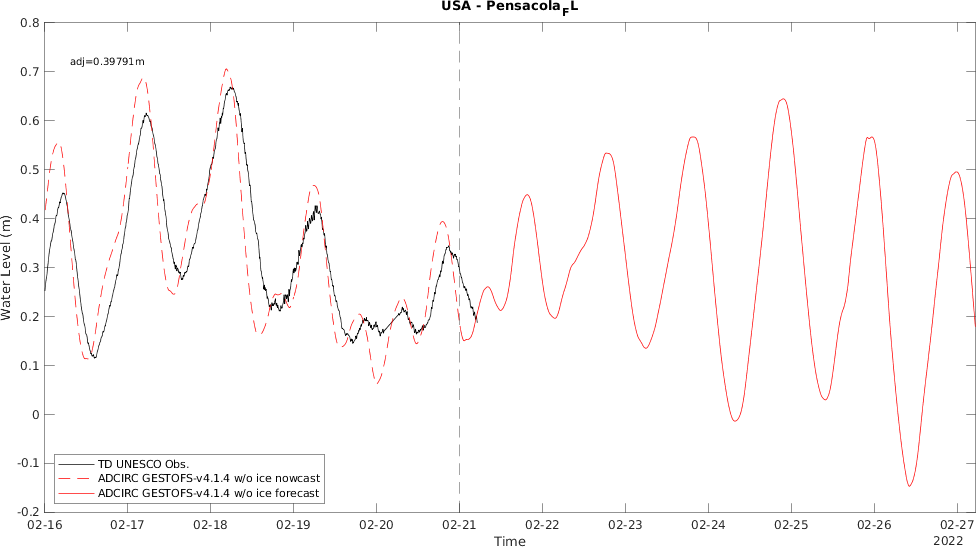 USA - Pensacola_FL
0.8
adj=0.39791m
0.7
0.6
0.5
0.4
0.3
0.2
0.1
0
-0.1
-0.2
Water Level (m)
TD UNESCO Obs.
ADCIRC GESTOFS-v4.1.4 w/o ice nowcast
ADCIRC GESTOFS-v4.1.4 w/o ice forecast
02-16 02-17 02-18 02-19 02-20 02-21 02-22 02-23 02-24 02-25 02-26 02-27
Time 2022